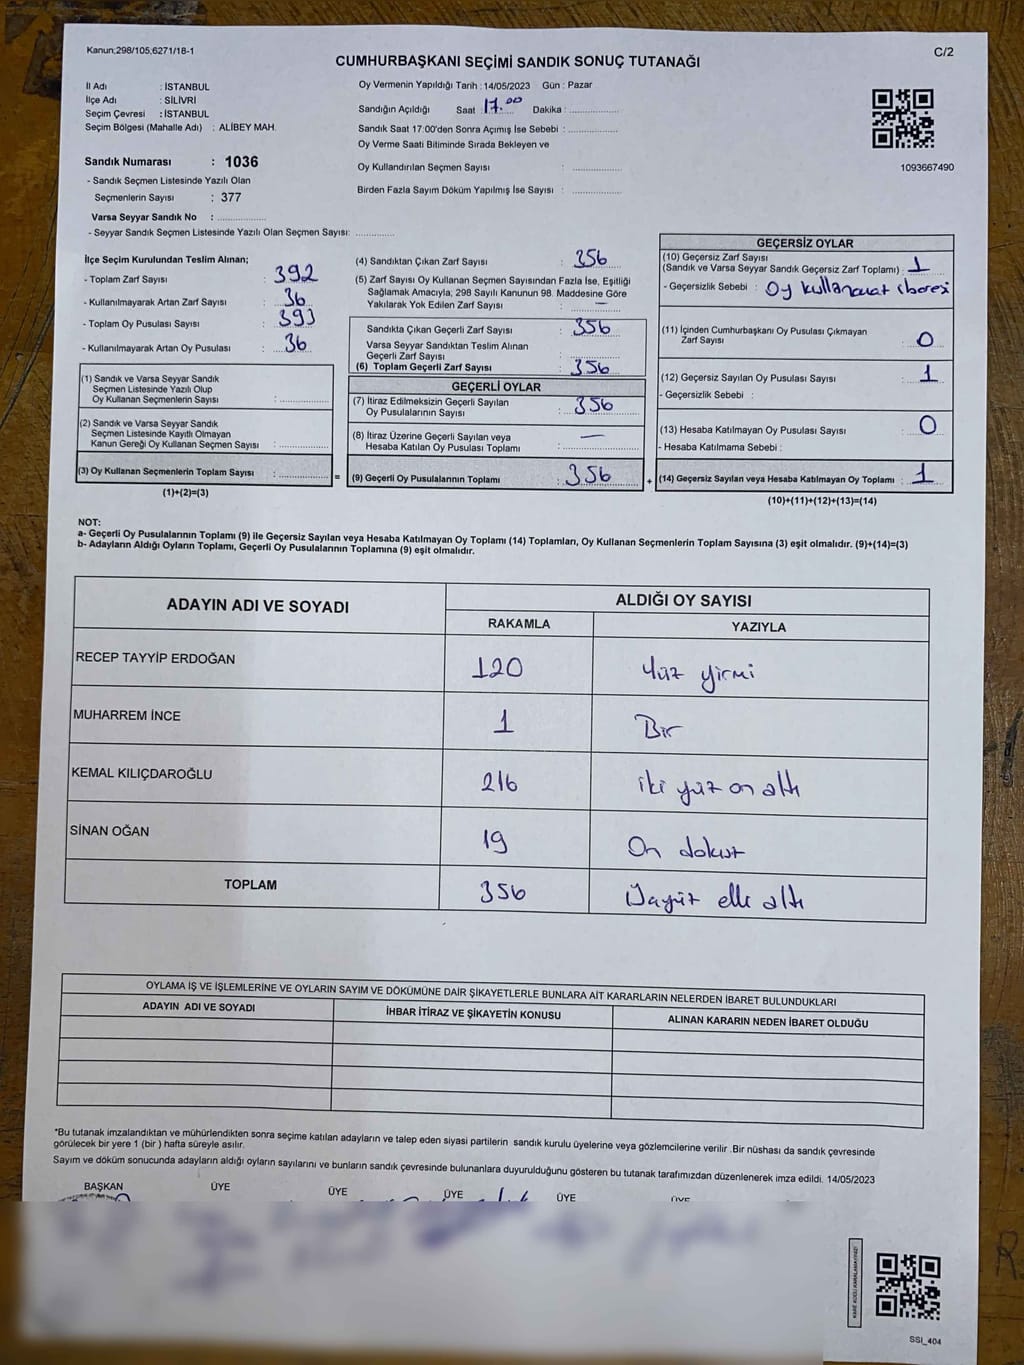 Kanun;298/105,6271/18-1
C/2
CUMHURBAŞKANI SEÇİMİ SANDIK SONUÇ TUTANAĞI
İl Adı : İSTANBUL
İlçe Adı : SİLİVRİ
Seçim Çevresi : İSTANBUL
Seçim Bölgesi (Mahalle Adı) : ALİBEY MAH.
Sandık Numarası : 1036
- Sandık Seçmen Listesinde Yazılı Olan
Seçmenlerin Sayısı : 377
Varsa Seyyar Sandık No : ................
- Seyyar Sandık Seçmen Listesinde Yazılı Olan Seçmen Sayısı: .............
Oy Vermenin Yapıldığı Tarih : 14/05/2023 Gün : Pazar
Sandığın Açıldığı Saat 17.00 Dakika : ................
Sandık Saat 17:00'den Sonra Açımış İse Sebebi : ................
Oy Verme Saati Bitiminde Sırada Bekleyen ve
Oy Kullandırılan Seçmen Sayısı : ................
Birden Fazla Sayım Döküm Yapılmış İse Sayısı : ................
1093667490
İlçe Seçim Kurulundan Teslim Alınan;
- Toplam Zarf Sayısı : 392
- Kullanılmayarak Artan Zarf Sayısı : 36
- Toplam Oy Pusulası Sayısı : 393
- Kullanılmayarak Artan Oy Pusulası : 36
(1) Sandık ve Varsa Seyyar Sandık
Seçmen Listesinde Yazılı Olup
Oy Kullanan Seçmenlerin Sayısı : ................
(2) Sandık ve Varsa Seyyar Sandık
Seçmen Listesinde Kayıtlı Olmayan
Kanun Gereği Oy Kullanan Seçmen Sayısı : ................
(3) Oy Kullanan Seçmenlerin Toplam Sayısı : ................
(1)+(2)=(3)
=
(4) Sandıktan Çıkan Zarf Sayısı : 356
(5) Zarf Sayısı Oy Kullanan Seçmen Sayısından Fazla İse, Eşitliği
Sağlamak Amacıyla; 298 Sayılı Kanunun 98. Maddesine Göre
Yakılarak Yok Edilen Zarf Sayısı : —
Sandıkta Çıkan Geçerli Zarf Sayısı : 356
Varsa Seyyar Sandıktan Teslim Alınan
Geçerli Zarf Sayısı : ................
(6) Toplam Geçerli Zarf Sayısı : 356
GEÇERLİ OYLAR
(7) İtiraz Edilmeksizin Geçerli Sayılan
Oy Pusulalarının Sayısı : 356
(8) İtiraz Üzerine Geçerli Sayılan veya
Hesaba Katılan Oy Pusulası Toplamı : —
(9) Geçerli Oy Pusulalarının Toplamı : 356
+
GEÇERSİZ OYLAR
(10) Geçersiz Zarf Sayısı
(Sandık ve Varsa Seyyar Sandık Geçersiz Zarf Toplamı) : 1
- Geçersizlik Sebebi : Oy kullanmat iboresi
(11) İçinden Cumhurbaşkanı Oy Pusulası Çıkmayan
Zarf Sayısı : 0
(12) Geçersiz Sayılan Oy Pusulası Sayısı : 1
- Geçersizlik Sebebi :
(13) Hesaba Katılmayan Oy Pusulası Sayısı : 0
- Hesaba Katılmama Sebebi :
(14) Geçersiz Sayılan veya Hesaba Katılmayan Oy Toplamı : 1
(10)+(11)+(12)+(13)=(14)
NOT:
a- Geçerli Oy Pusulalarının Toplamı (9) ile Geçersiz Sayılan veya Hesaba Katılmayan Oy Toplamı (14) Toplamları, Oy Kullanan Seçmenlerin Toplam Sayısına (3) eşit olmalıdır. (9)+(14)=(3)
b- Adayların Aldığı Oyların Toplamı, Geçerli Oy Pusulalarının Toplamına (9) eşit olmalıdır.
ADAYIN ADI VE SOYADI
ALDIĞI OY SAYISI
RAKAMLA YAZIYLA
RECEP TAYYİP ERDOĞAN 120 Yüz yirmi
MUHARREM İNCE 1 Bir
KEMAL KILIÇDAROĞLU 216 iki yüz on altı
SİNAN OĞAN 19 On dokuz
TOPLAM 356 Üçyüz elli altı
OYLAMA İŞ VE İŞLEMLERİNE VE OYLARIN SAYIM VE DÖKÜMÜNE DAİR ŞİKAYETLERLE BUNLARA AİT KARARLARIN NELERDEN İBARET BULUNDUKLARI
ADAYIN ADI VE SOYADI İHBAR İTİRAZ VE ŞİKAYETİN KONUSU ALINAN KARARIN NEDEN İBARET OLDUĞU
*Bu tutanak imzalandıktan ve mühürlendikten sonra seçime katılan adayların ve talep eden siyasi partilerin sandık kurulu üyelerine veya gözlemcilerine verilir .Bir nüshası da sandık çevresinde
görülecek bir yere 1 (bir ) hafta süreyle asılır.
Sayım ve döküm sonucunda adayların aldığı oyların sayılarını ve bunların sandık çevresinde bulunanlara duyurulduğunu gösteren bu tutanak tarafımızdan düzenlenerek imza edildi. 14/05/2023
BAŞKAN ÜYE ÜYE ÜYE ÜYE ÜYE
SSI_404